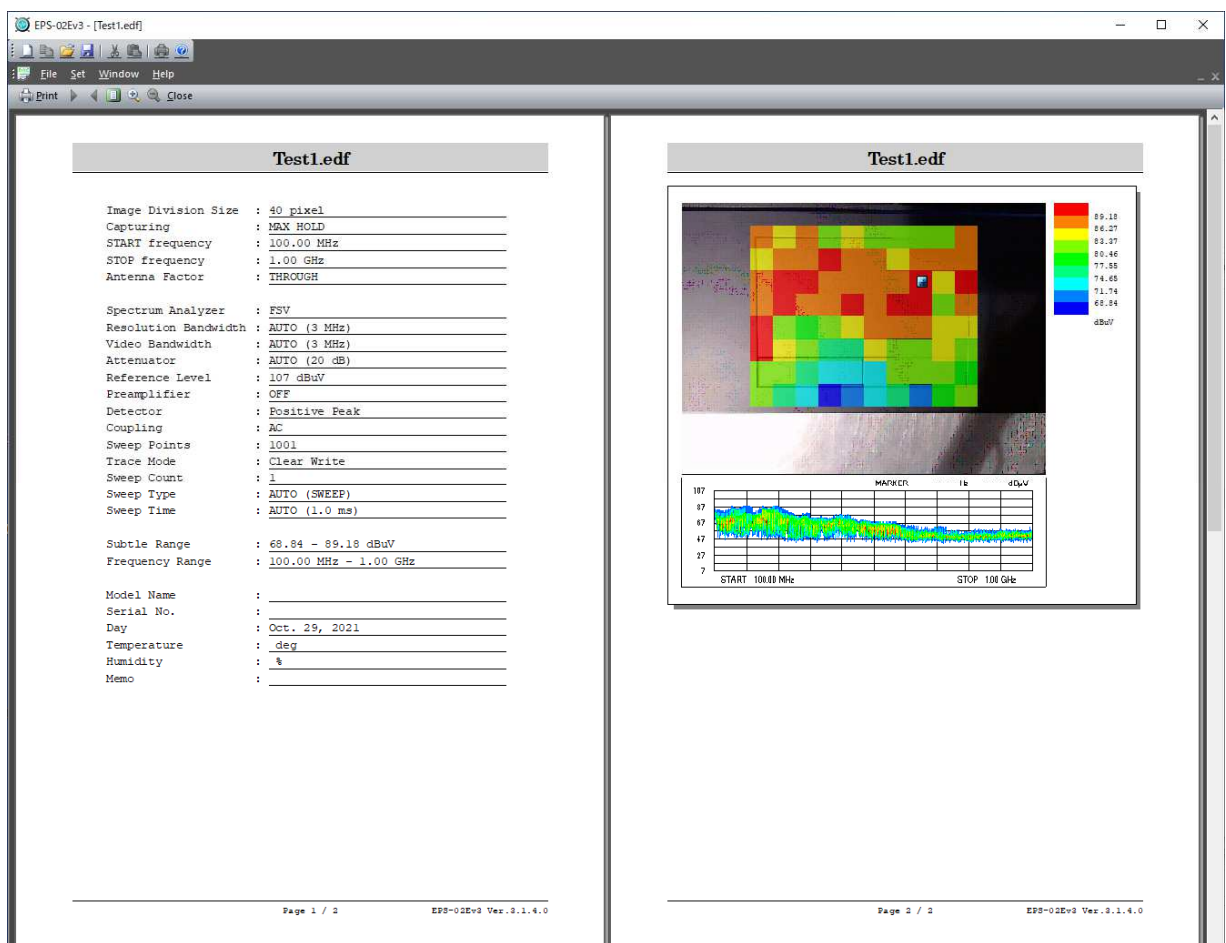 EPS-02Ev3 - [Test1.edf]
File Set Window Help
Print Close
Test1.edf
Image Division Size : 40 pixel
Capturing : MAX HOLD
START frequency : 100.00 MHz
STOP frequency : 1.00 GHz
Antenna Factor : THROUGH
Spectrum Analyzer : FSV
Resolution Bandwidth : AUTO (3 MHz)
Video Bandwidth : AUTO (3 MHz)
Attenuator : AUTO (20 dB)
Reference Level : 107 dBuV
Preamplifier : OFF
Detector : Positive Peak
Coupling : AC
Sweep Points : 1001
Trace Mode : Clear Write
Sweep Count : 1
Sweep Type : AUTO (SWEEP)
Sweep Time : AUTO (1.0 ms)
Subtle Range : 68.84 - 89.18 dBuV
Frequency Range : 100.00 MHz - 1.00 GHz
Model Name :
Serial No. :
Day : Oct. 29, 2021
Temperature : deg
Humidity : %
Memo :
Page 1 / 2 EPS-02Ev3 Ver.3.1.4.0
Test1.edf
89.18
86.27
83.37
80.46
77.55
74.65
71.74
68.84
dBuV
MARKER dBµV
107
87
67
47
27
7
START 100.00 MHz STOP 1.00 GHz
Page 2 / 2 EPS-02Ev3 Ver.3.1.4.0